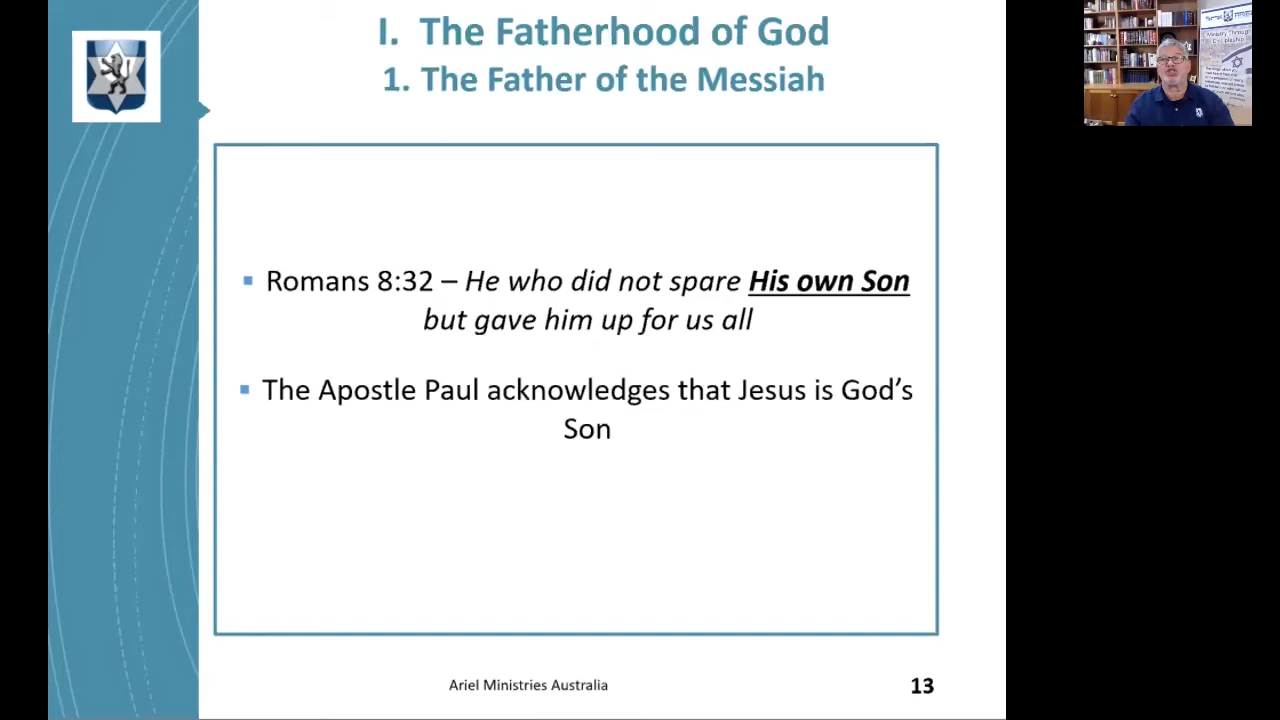 I. The Fatherhood of God
1. The Father of the Messiah
▪ Romans 8:32 – He who did not spare His own Son
but gave him up for us all
▪ The Apostle Paul acknowledges that Jesus is God’s
Son
Ariel Ministries Australia
13
Ministry Through